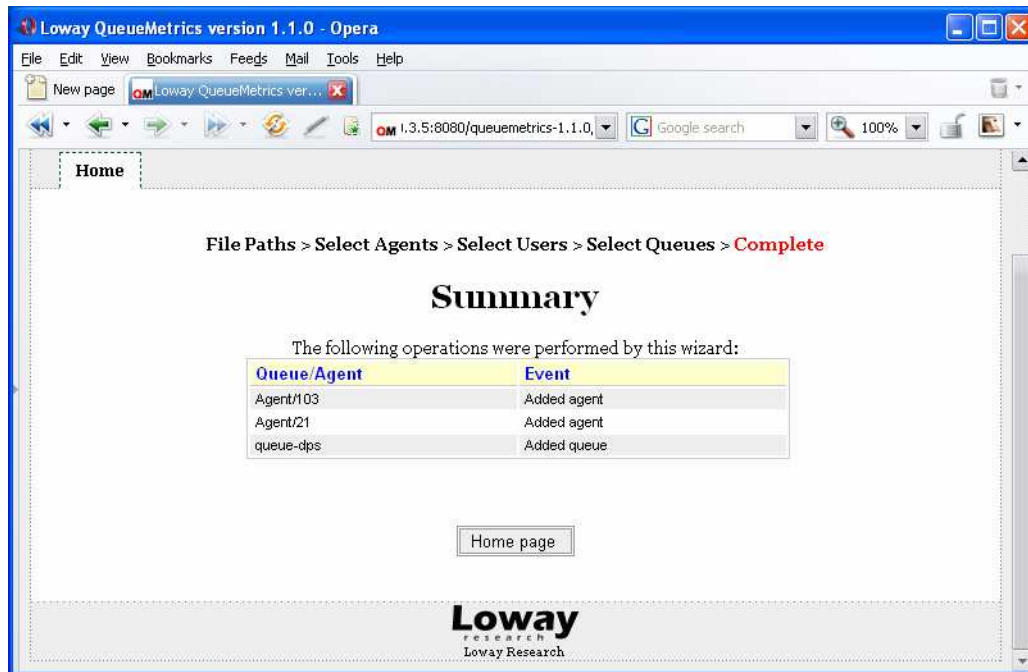 Loway QueueMetrics version 1.1.0 - Opera
File Edit View Bookmarks Feeds Mail Tools Help
New page QM Loway QueueMetrics ver...
QM 1.3.5:8080/queuemetrics-1.1.0, G Google search 100%
Home
File Paths > Select Agents > Select Users > Select Queues > Complete
Summary
The following operations were performed by this wizard:
Queue/Agent Event
Agent/103 Added agent
Agent/21 Added agent
queue-dps Added queue
Home page
Loway
research
Loway Research